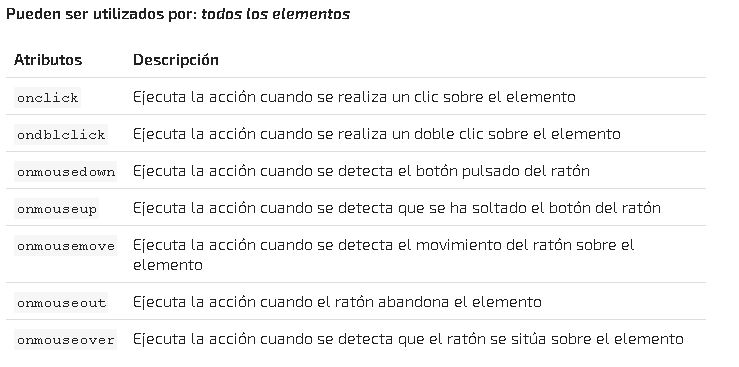 Pueden ser utilizados por: todos los elementos
Atributos Descripción
onclick Ejecuta la acción cuando se realiza un clic sobre el elemento
ondblclick Ejecuta la acción cuando se realiza un doble clic sobre el elemento
onmousedown Ejecuta la acción cuando se detecta el botón pulsado del ratón
onmouseup Ejecuta la acción cuando se detecta que se ha soltado el botón del ratón
onmousemove Ejecuta la acción cuando se detecta el movimiento del ratón sobre el
elemento
onmouseout Ejecuta la acción cuando el ratón abandona el elemento
onmouseover Ejecuta la acción cuando se detecta que el ratón se sitúa sobre el elemento